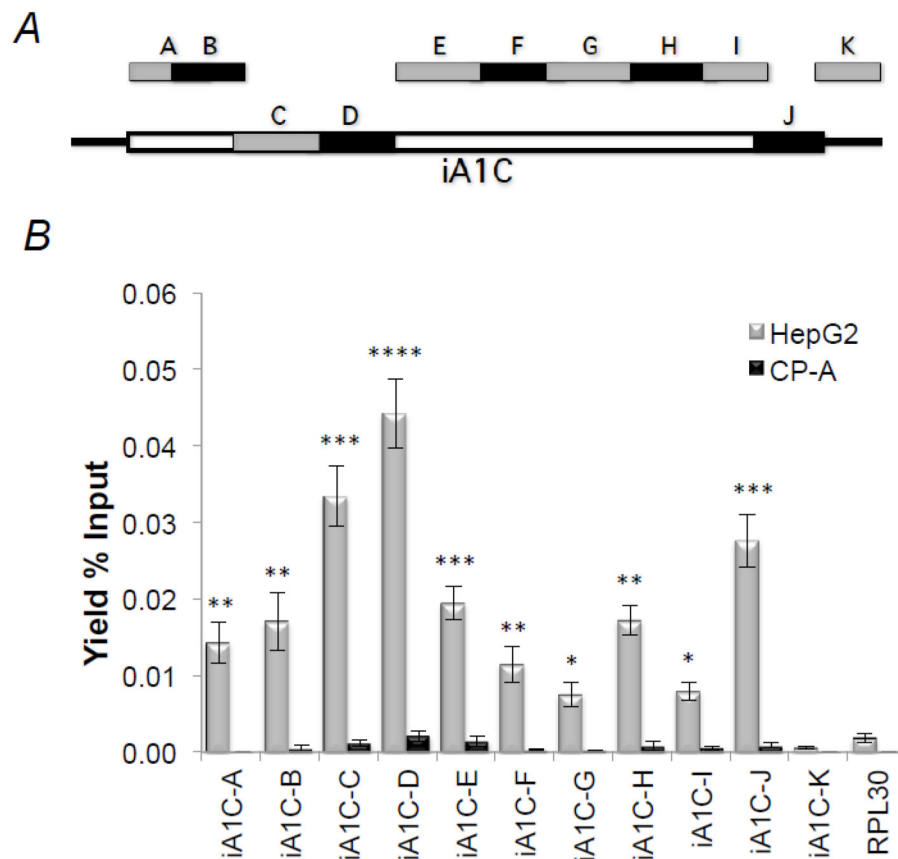 A
A B E F G H I K
C D J
iA1C
B
Yield % Input
0.06
0.05
0.04
0.03
0.02
0.01
0.00
HepG2
CP-A
** ** *** **** *** ** * ** * ***
iA1C-A
iA1C-B
iA1C-C
iA1C-D
iA1C-E
iA1C-F
iA1C-G
iA1C-H
iA1C-I
iA1C-J
iA1C-K
RPL30